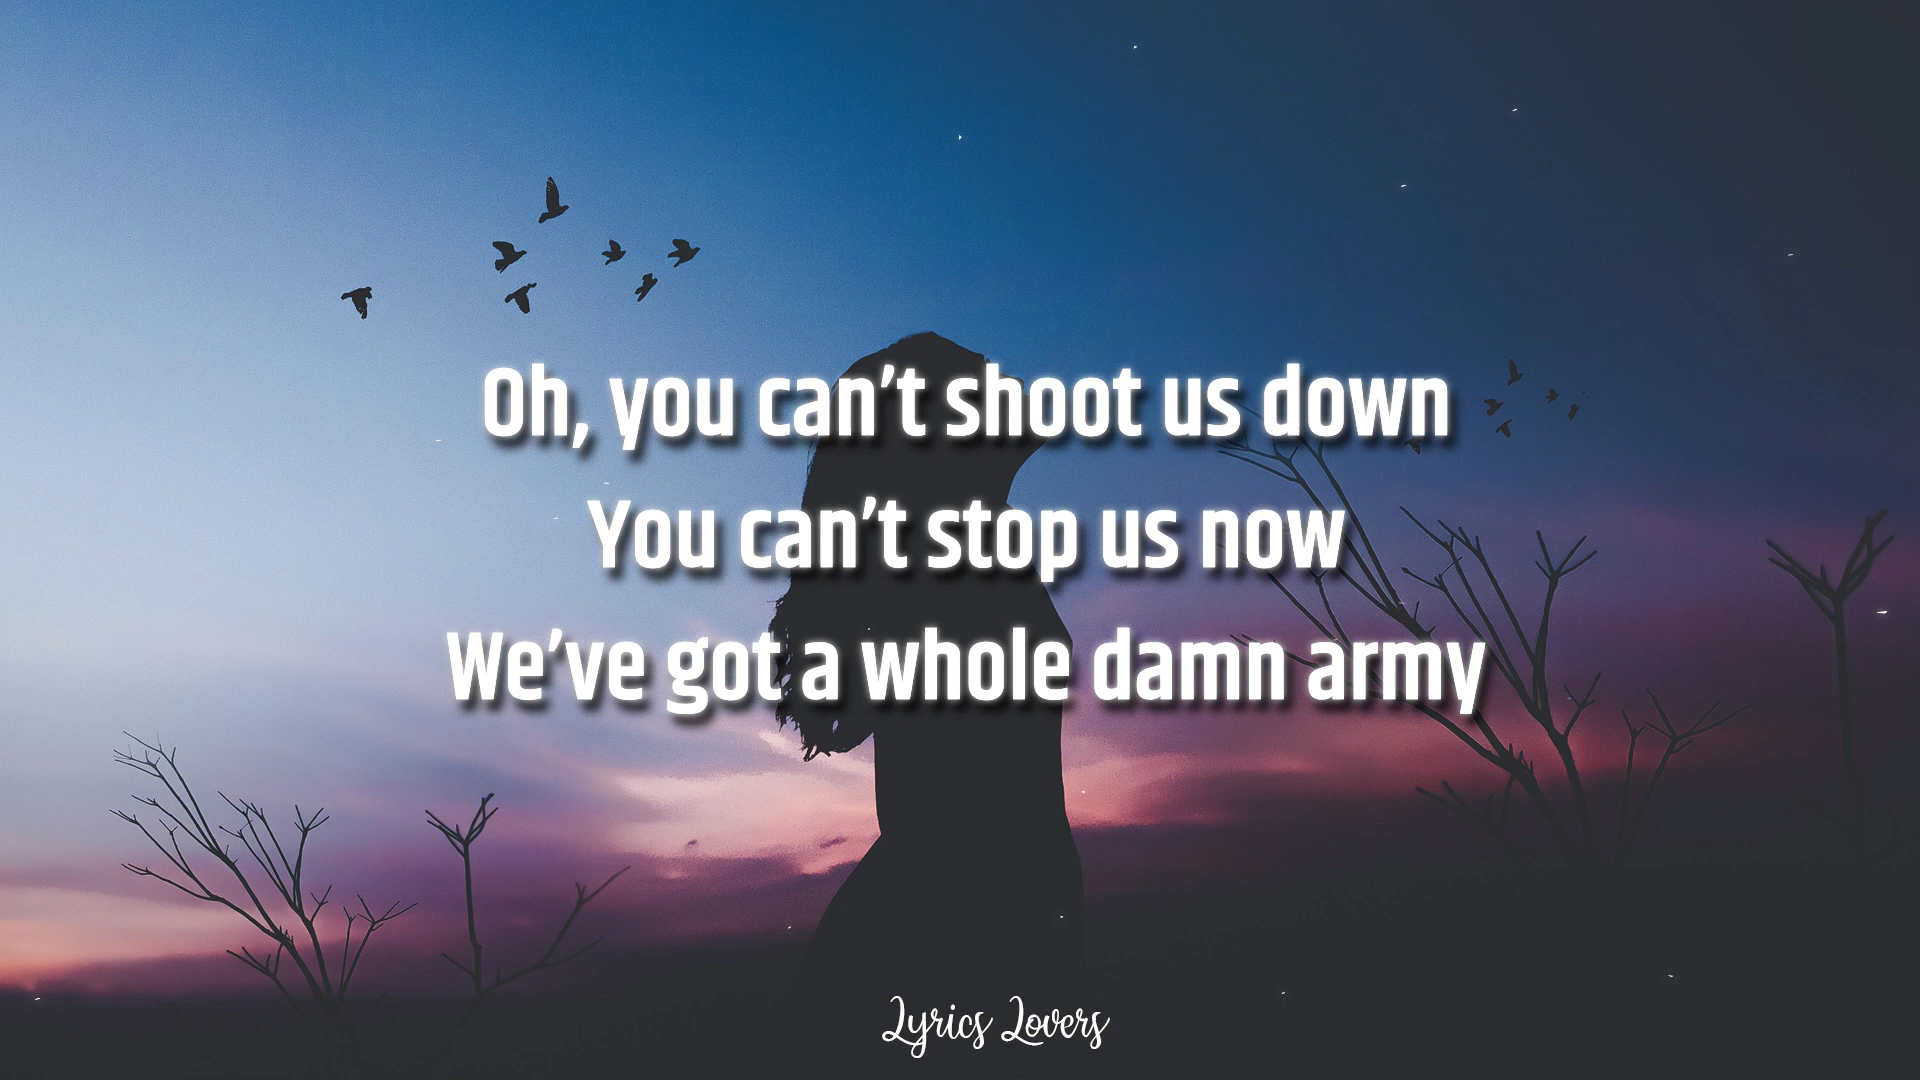 Oh, you can’t shoot us down
You can’t stop us now
We’ve got a whole damn army
Lyrics Lovers